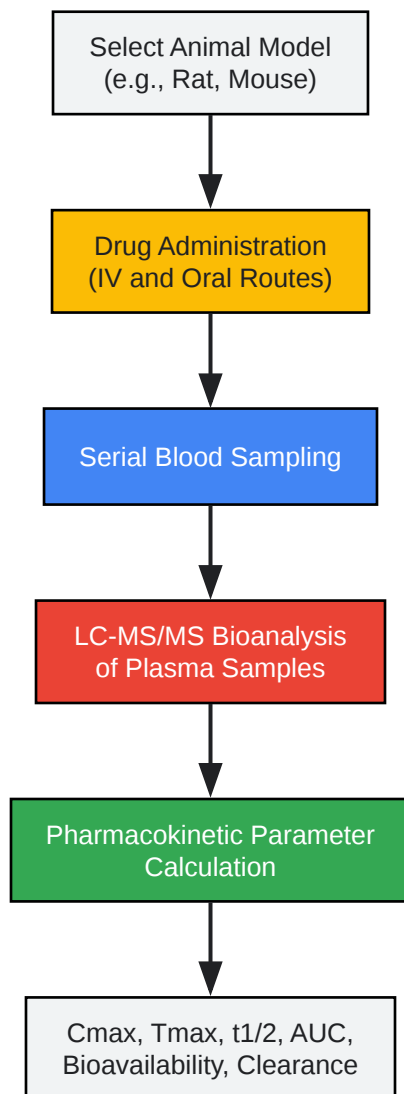 Select Animal Model
(e.g., Rat, Mouse)
Drug Administration
(IV and Oral Routes)
Serial Blood Sampling
LC-MS/MS Bioanalysis
of Plasma Samples
Pharmacokinetic Parameter
Calculation
Cmax, Tmax, t1/2, AUC,
Bioavailability, Clearance